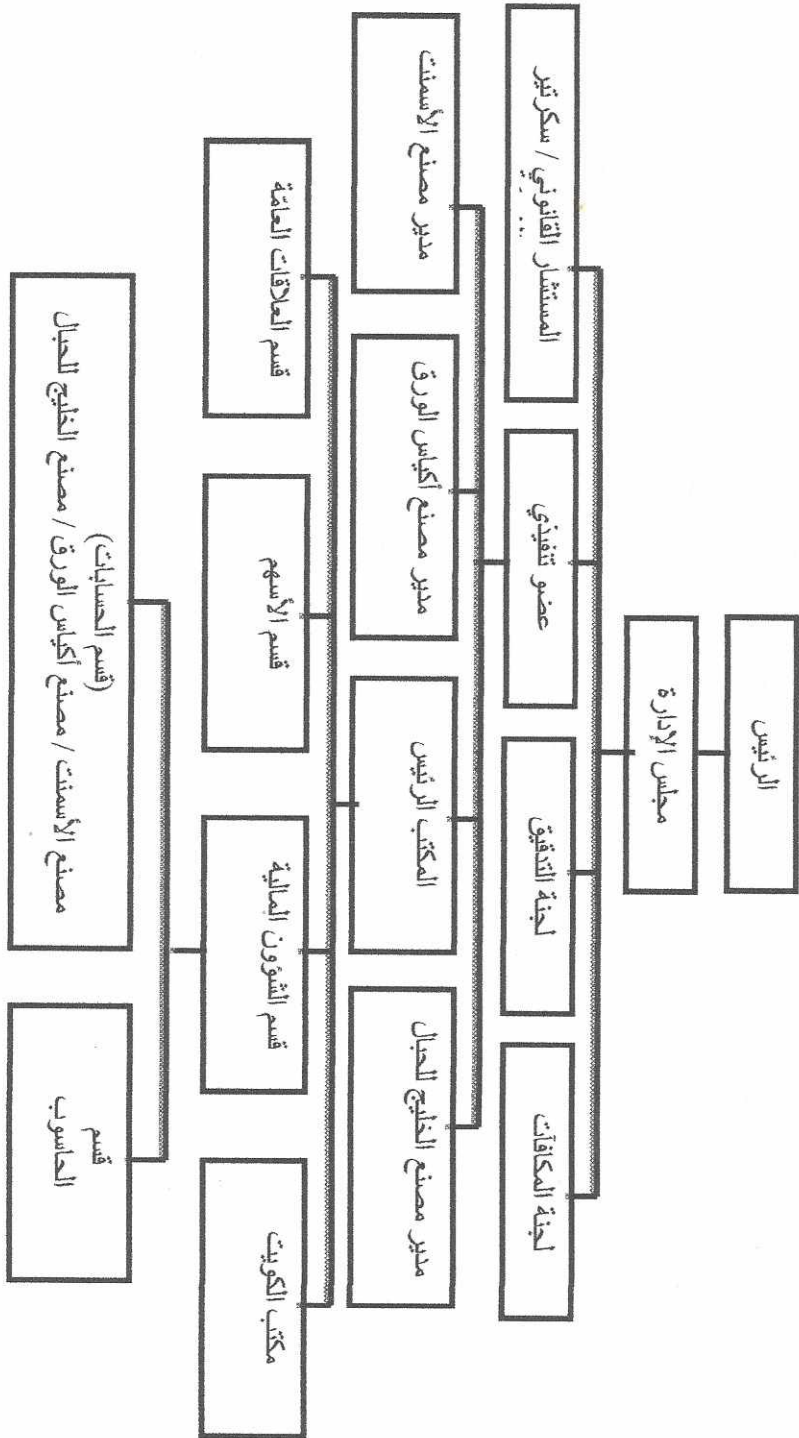 الرئيس
مجلس الإدارة
لجنة المكافآت
لجنة التدقيق
عضو تنفيذي
المستشار القانوني / سكرتير
مدير مصنع الخليج للحبال
المكتب الرئيس
مدير مصنع أكياس الورق
مدير مصنع الأسمنت
مكتب الكويت
قسم الشؤون المالية
قسم الأسهم
قسم العلاقات العامّة
قسم
الحاسوب
(قسم الحسابات)
مصنع الأسمنت / مصنع أكياس الورق / مصنع الخليج للحبال